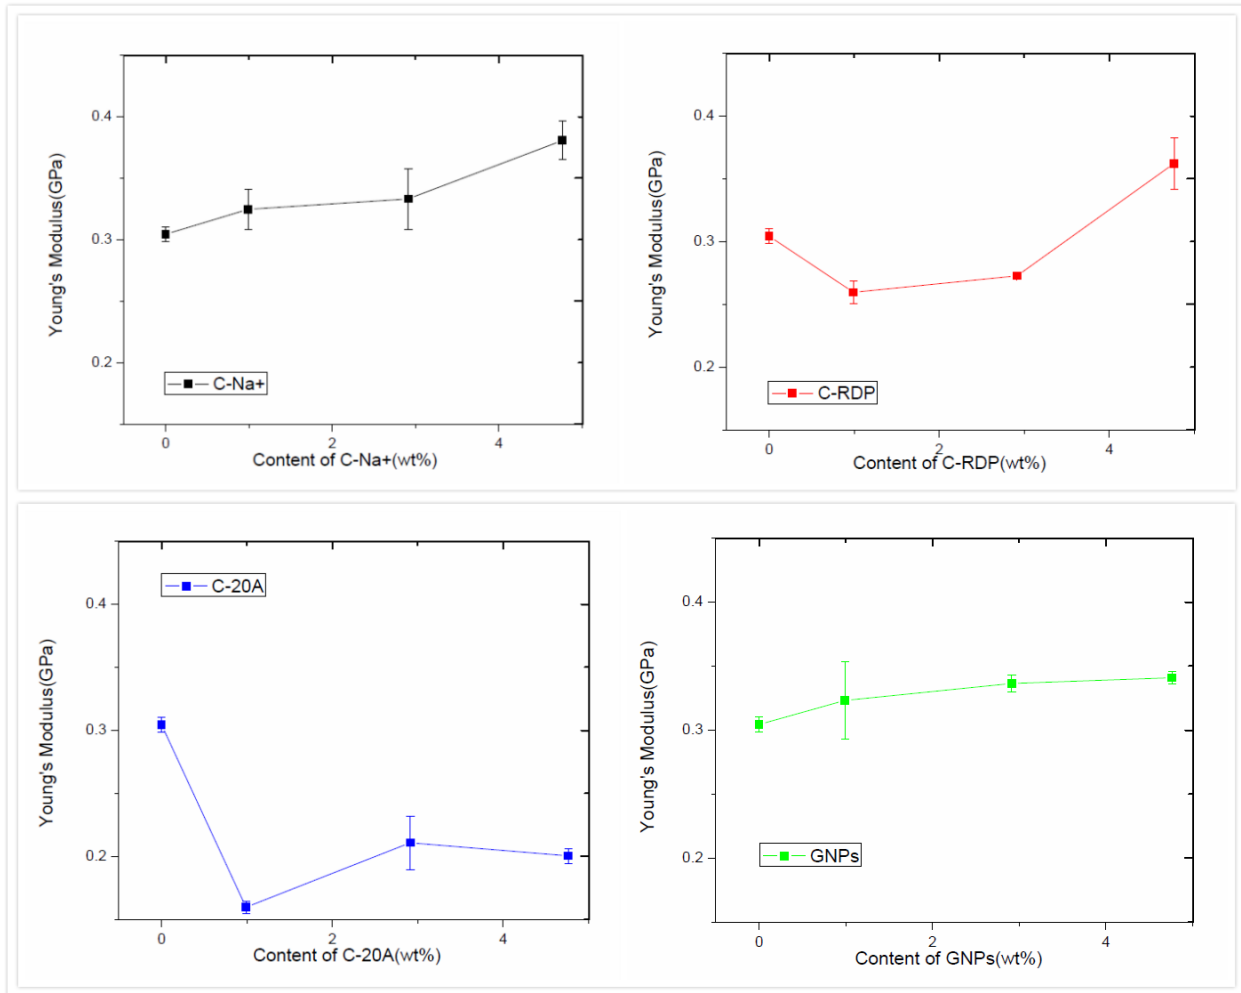 0.4
0.3
0.2
Young's Modulus(GPa)
C-Na+
0
2
4
Content of C-Na+(wt%)
0.4
0.3
0.2
Young's Modulus(GPa)
C-RDP
0
2
4
Content of C-RDP(wt%)
0.4
0.3
0.2
Young's Modulus(GPa)
C-20A
0
2
4
Content of C-20A(wt%)
0.4
0.3
0.2
Young's Modulus(GPa)
GNPs
0
2
4
Content of GNPs(wt%)